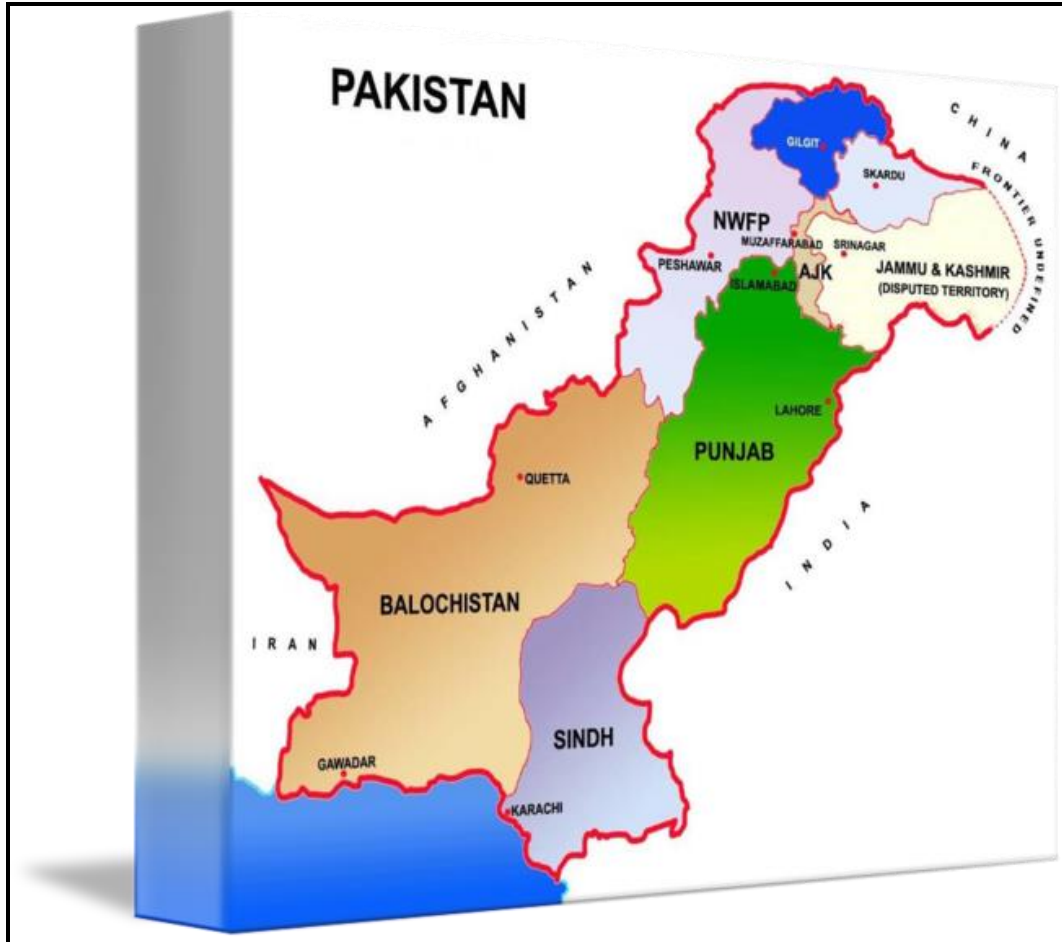 PAKISTAN
CHINA
FRONTIER UNDEFINED
GILGIT
SKARDU
NWFP
MUZAFFARABAD
SRINAGAR
PESHAWAR
AJK
JAMMU & KASHMIR
(DISPUTED TERRITORY)
ISLAMABAD
AFGHANISTAN
LAHORE
PUNJAB
QUETTA
INDIA
BALOCHISTAN
IRAN
SINDH
GAWADAR
KARACHI